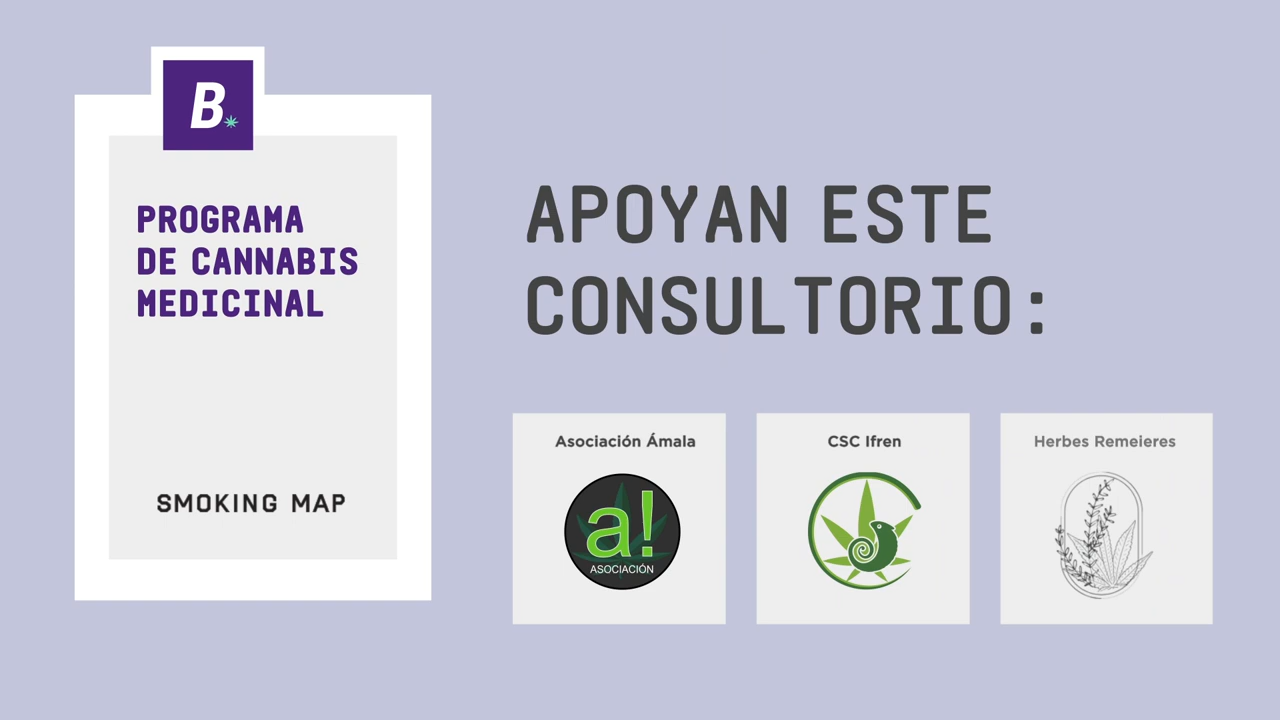 B.
PROGRAMA
DE CANNABIS
MEDICINAL
SMOKING MAP
APOYAN ESTE
CONSULTORIO:
Asociación Ámala
a!
ASOCIACIÓN
CSC Ifren
Herbes Remeieres